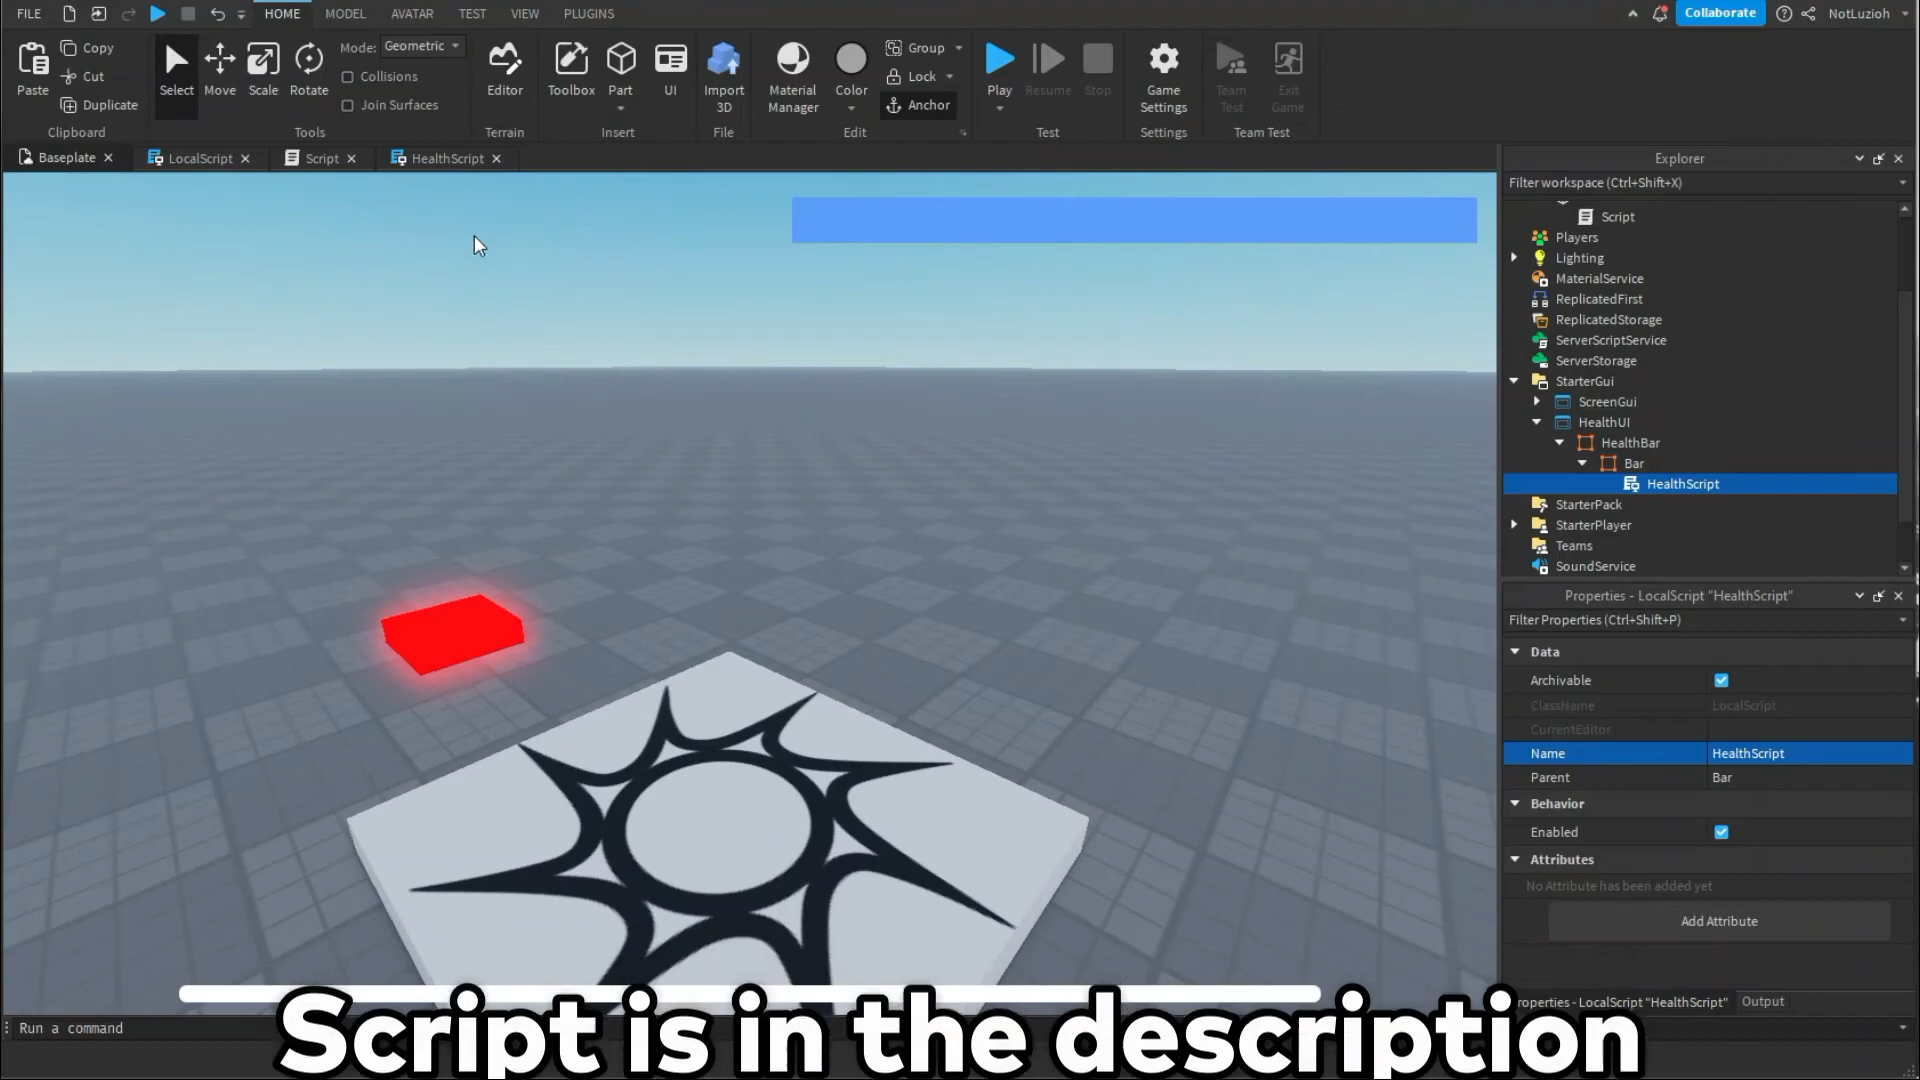 FILE HOME MODEL AVATAR TEST VIEW PLUGINS Collaborate NotLuzioh
Paste Copy Cut Duplicate Clipboard
Select Move Scale Rotate Mode: Geometric Collisions Join Surfaces Tools
Editor Terrain
Toolbox Part UI Insert
Import 3D File
Material Manager Color Group Lock Anchor Edit
Play Resume Stop Test
Game Settings Settings
Team Test Exit Game Team Test
Baseplate LocalScript Script HealthScript
Explorer
Filter workspace (Ctrl+Shift+X)
Script
Players
Lighting
MaterialService
ReplicatedFirst
ReplicatedStorage
ServerScriptService
ServerStorage
StarterGui
ScreenGui
HealthUI
HealthBar
Bar
HealthScript
StarterPack
StarterPlayer
Teams
SoundService
Properties - LocalScript "HealthScript"
Filter Properties (Ctrl+Shift+P)
Data
Archivable
ClassName LocalScript
CurrentEditor
Name HealthScript
Parent Bar
Behavior
Enabled
Attributes
No Attribute has been added yet
Add Attribute
roperties - LocalScript "HealthScript" Output
Run a command
Script is in the description